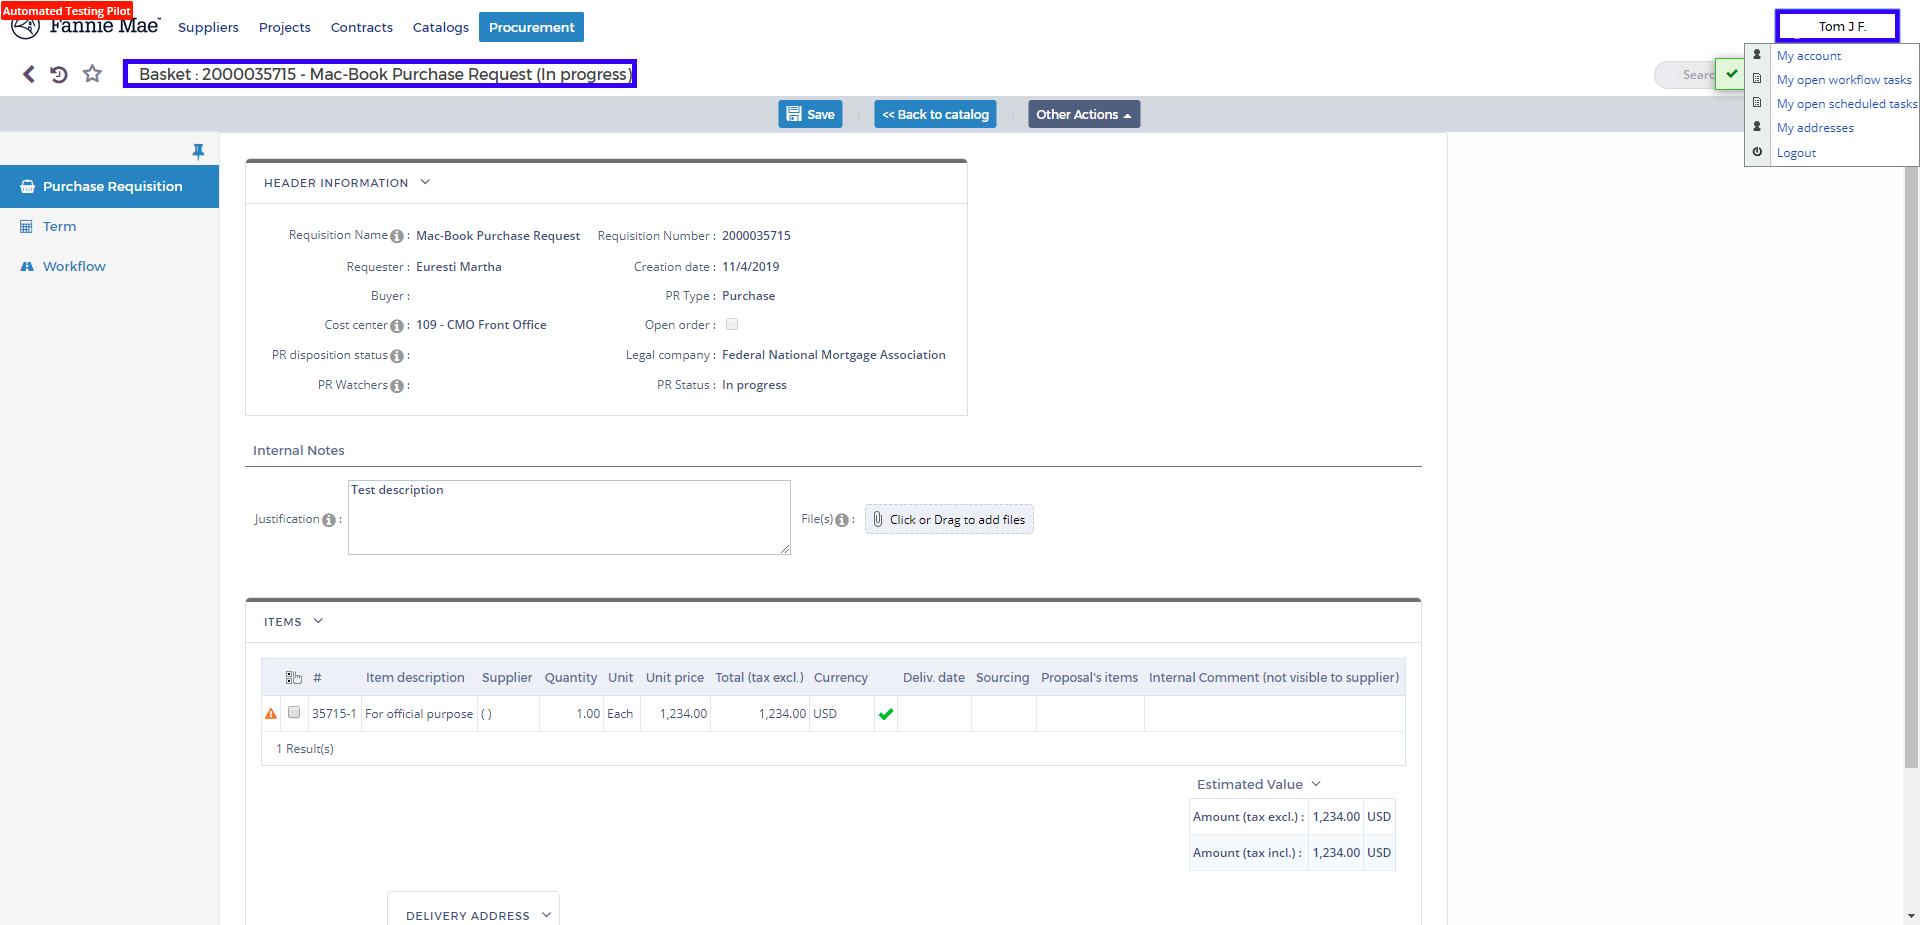 Automated Testing Pilot
Fannie Mae™
Suppliers Projects Contracts Catalogs Procurement
Tom J F.
My account
My open workflow tasks
My open scheduled tasks
My addresses
Logout
Basket : 2000035715 - Mac-Book Purchase Request (In progress)
Searc
Save
<< Back to catalog
Other Actions
Purchase Requisition
Term
Workflow
HEADER INFORMATION
Requisition Name : Mac-Book Purchase Request Requisition Number : 2000035715
Requester : Euresti Martha Creation date : 11/4/2019
Buyer : PR Type : Purchase
Cost center : 109 - CMO Front Office Open order :
PR disposition status : Legal company : Federal National Mortgage Association
PR Watchers : PR Status : In progress
Internal Notes
Justification : Test description
File(s) : Click or Drag to add files
ITEMS
# Item description Supplier Quantity Unit Unit price Total (tax excl.) Currency Deliv. date Sourcing Proposal's items Internal Comment (not visible to supplier)
35715-1 For official purpose ( ) 1.00 Each 1,234.00 1,234.00 USD
1 Result(s)
Estimated Value
Amount (tax excl.) : 1,234.00 USD
Amount (tax incl.) : 1,234.00 USD
DELIVERY ADDRESS